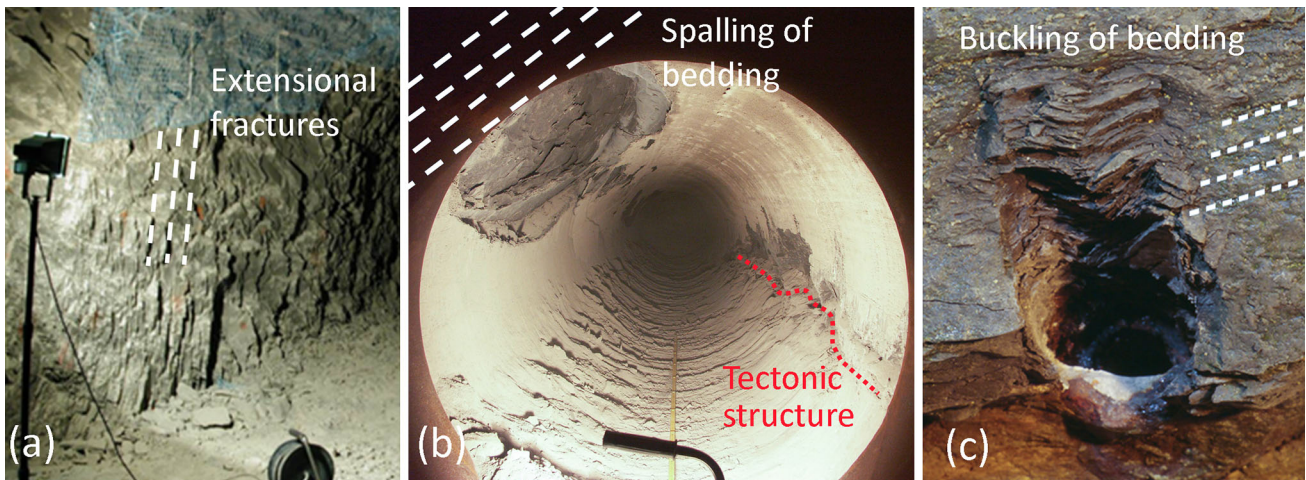 Extensional
fractures
(a)
Spalling of
bedding
Tectonic
structure
(b)
Buckling of bedding
(c)